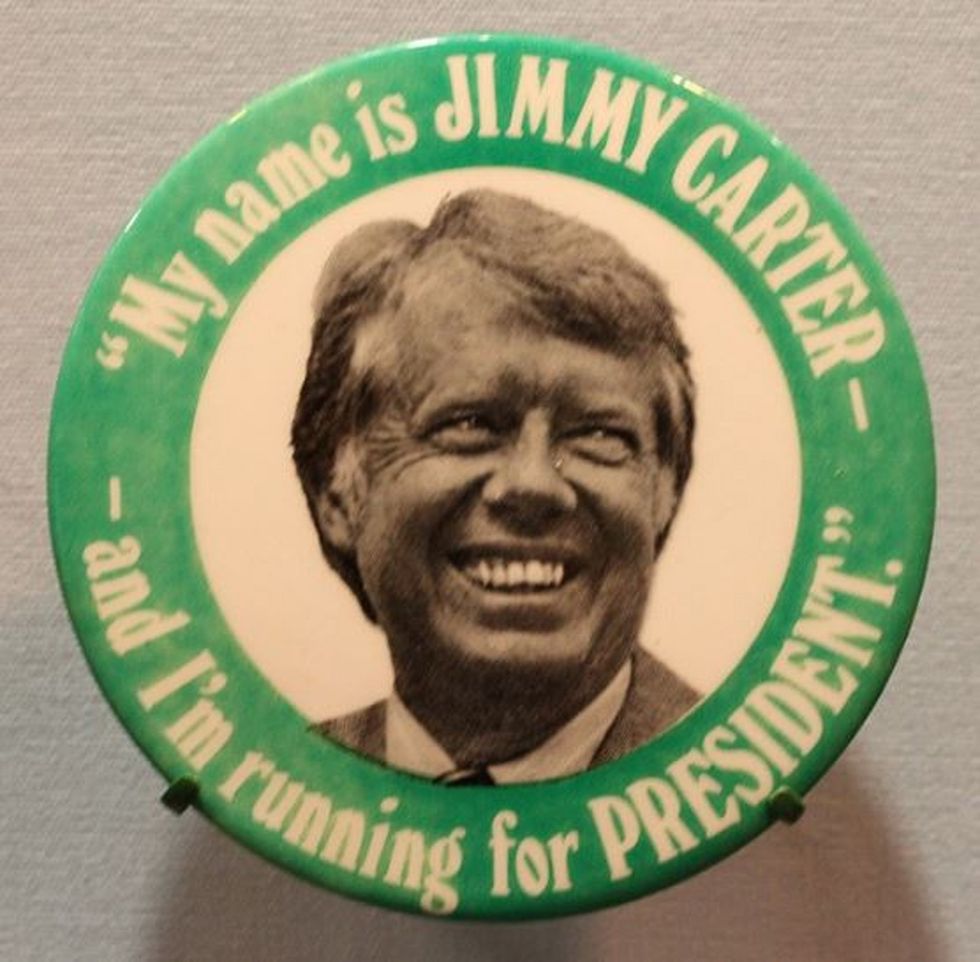 “My name is JIMMY CARTER –
– and I'm running for PRESIDENT.”